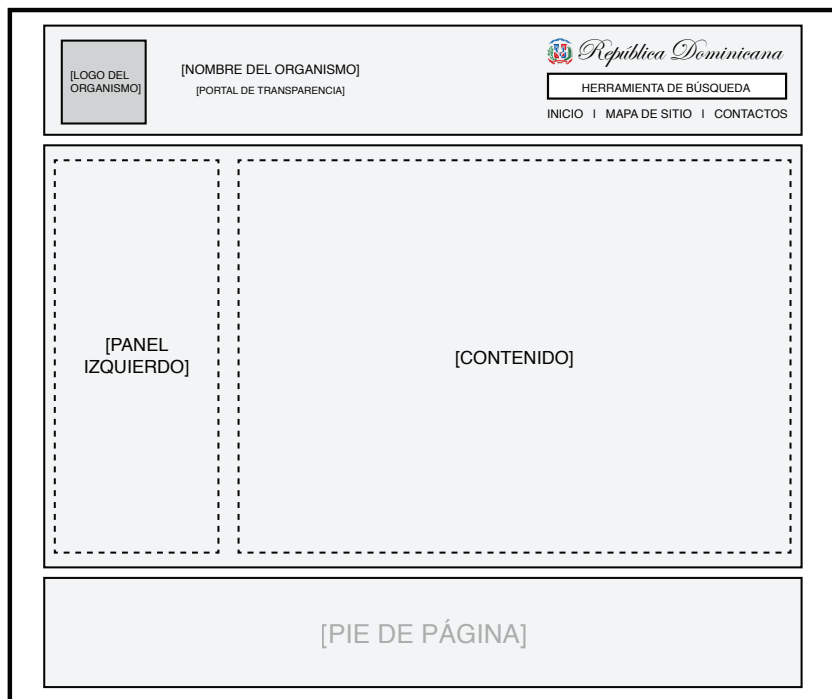 [LOGO DEL
ORGANISMO]
[NOMBRE DEL ORGANISMO]
[PORTAL DE TRANSPARENCIA]
República Dominicana
HERRAMIENTA DE BÚSQUEDA
INICIO I MAPA DE SITIO I CONTACTOS
[PANEL
IZQUIERDO]
[CONTENIDO]
[PIE DE PÁGINA]